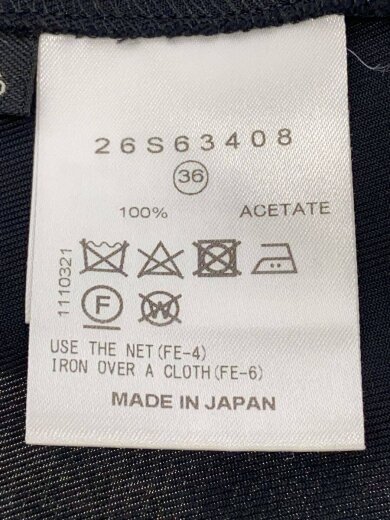 26S63408
36
100% ACETATE
1110321
F
W
USE THE NET(FE-4)
IRON OVER A CLOTH(FE-6)
MADE IN JAPAN